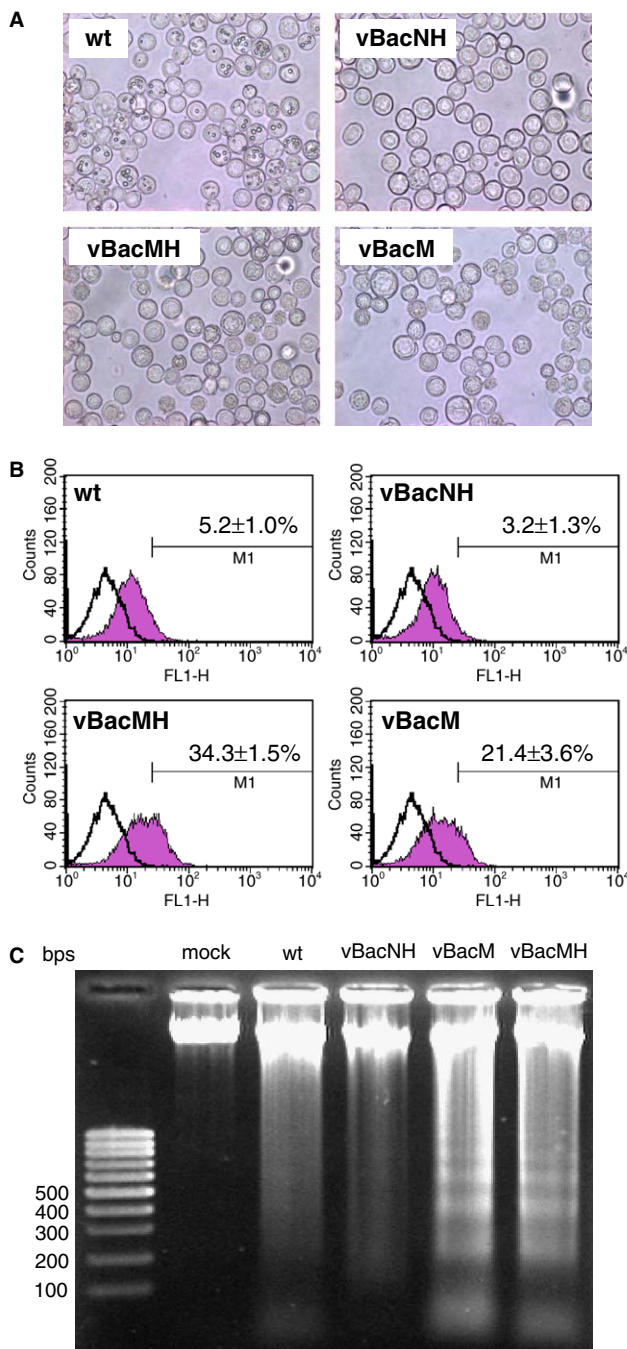 A
wt
vBacNH
vBacMH
vBacM
B
wt
5.2±1.0%
M1
Counts
200
160
120
80
40
0
10⁰ 10¹ 10² 10³ 10⁴
FL1-H
vBacNH
3.2±1.3%
M1
Counts
200
160
120
80
40
0
10⁰ 10¹ 10² 10³ 10⁴
FL1-H
vBacMH
34.3±1.5%
M1
Counts
200
160
120
80
40
0
10⁰ 10¹ 10² 10³ 10⁴
FL1-H
vBacM
21.4±3.6%
M1
Counts
200
160
120
80
40
0
10⁰ 10¹ 10² 10³ 10⁴
FL1-H
C bps mock wt vBacNH vBacM vBacMH
500
400
300
200
100